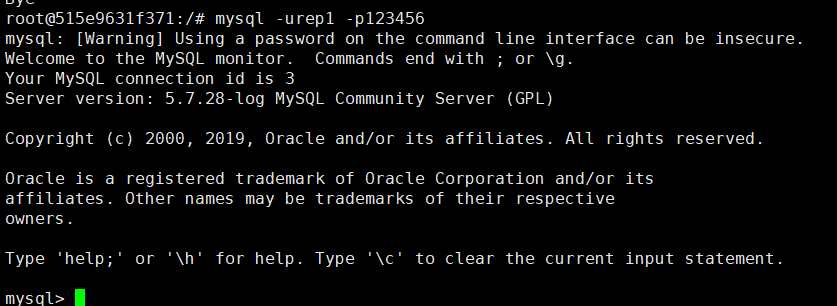 Bye
root@515e9631f371:/# mysql -urep1 -p123456
mysql: [Warning] Using a password on the command line interface can be insecure.
Welcome to the MySQL monitor.  Commands end with ; or \g.
Your MySQL connection id is 3
Server version: 5.7.28-log MySQL Community Server (GPL)
Copyright (c) 2000, 2019, Oracle and/or its affiliates. All rights reserved.
Oracle is a registered trademark of Oracle Corporation and/or its
affiliates. Other names may be trademarks of their respective
owners.
Type 'help;' or '\h' for help. Type '\c' to clear the current input statement.
mysql>